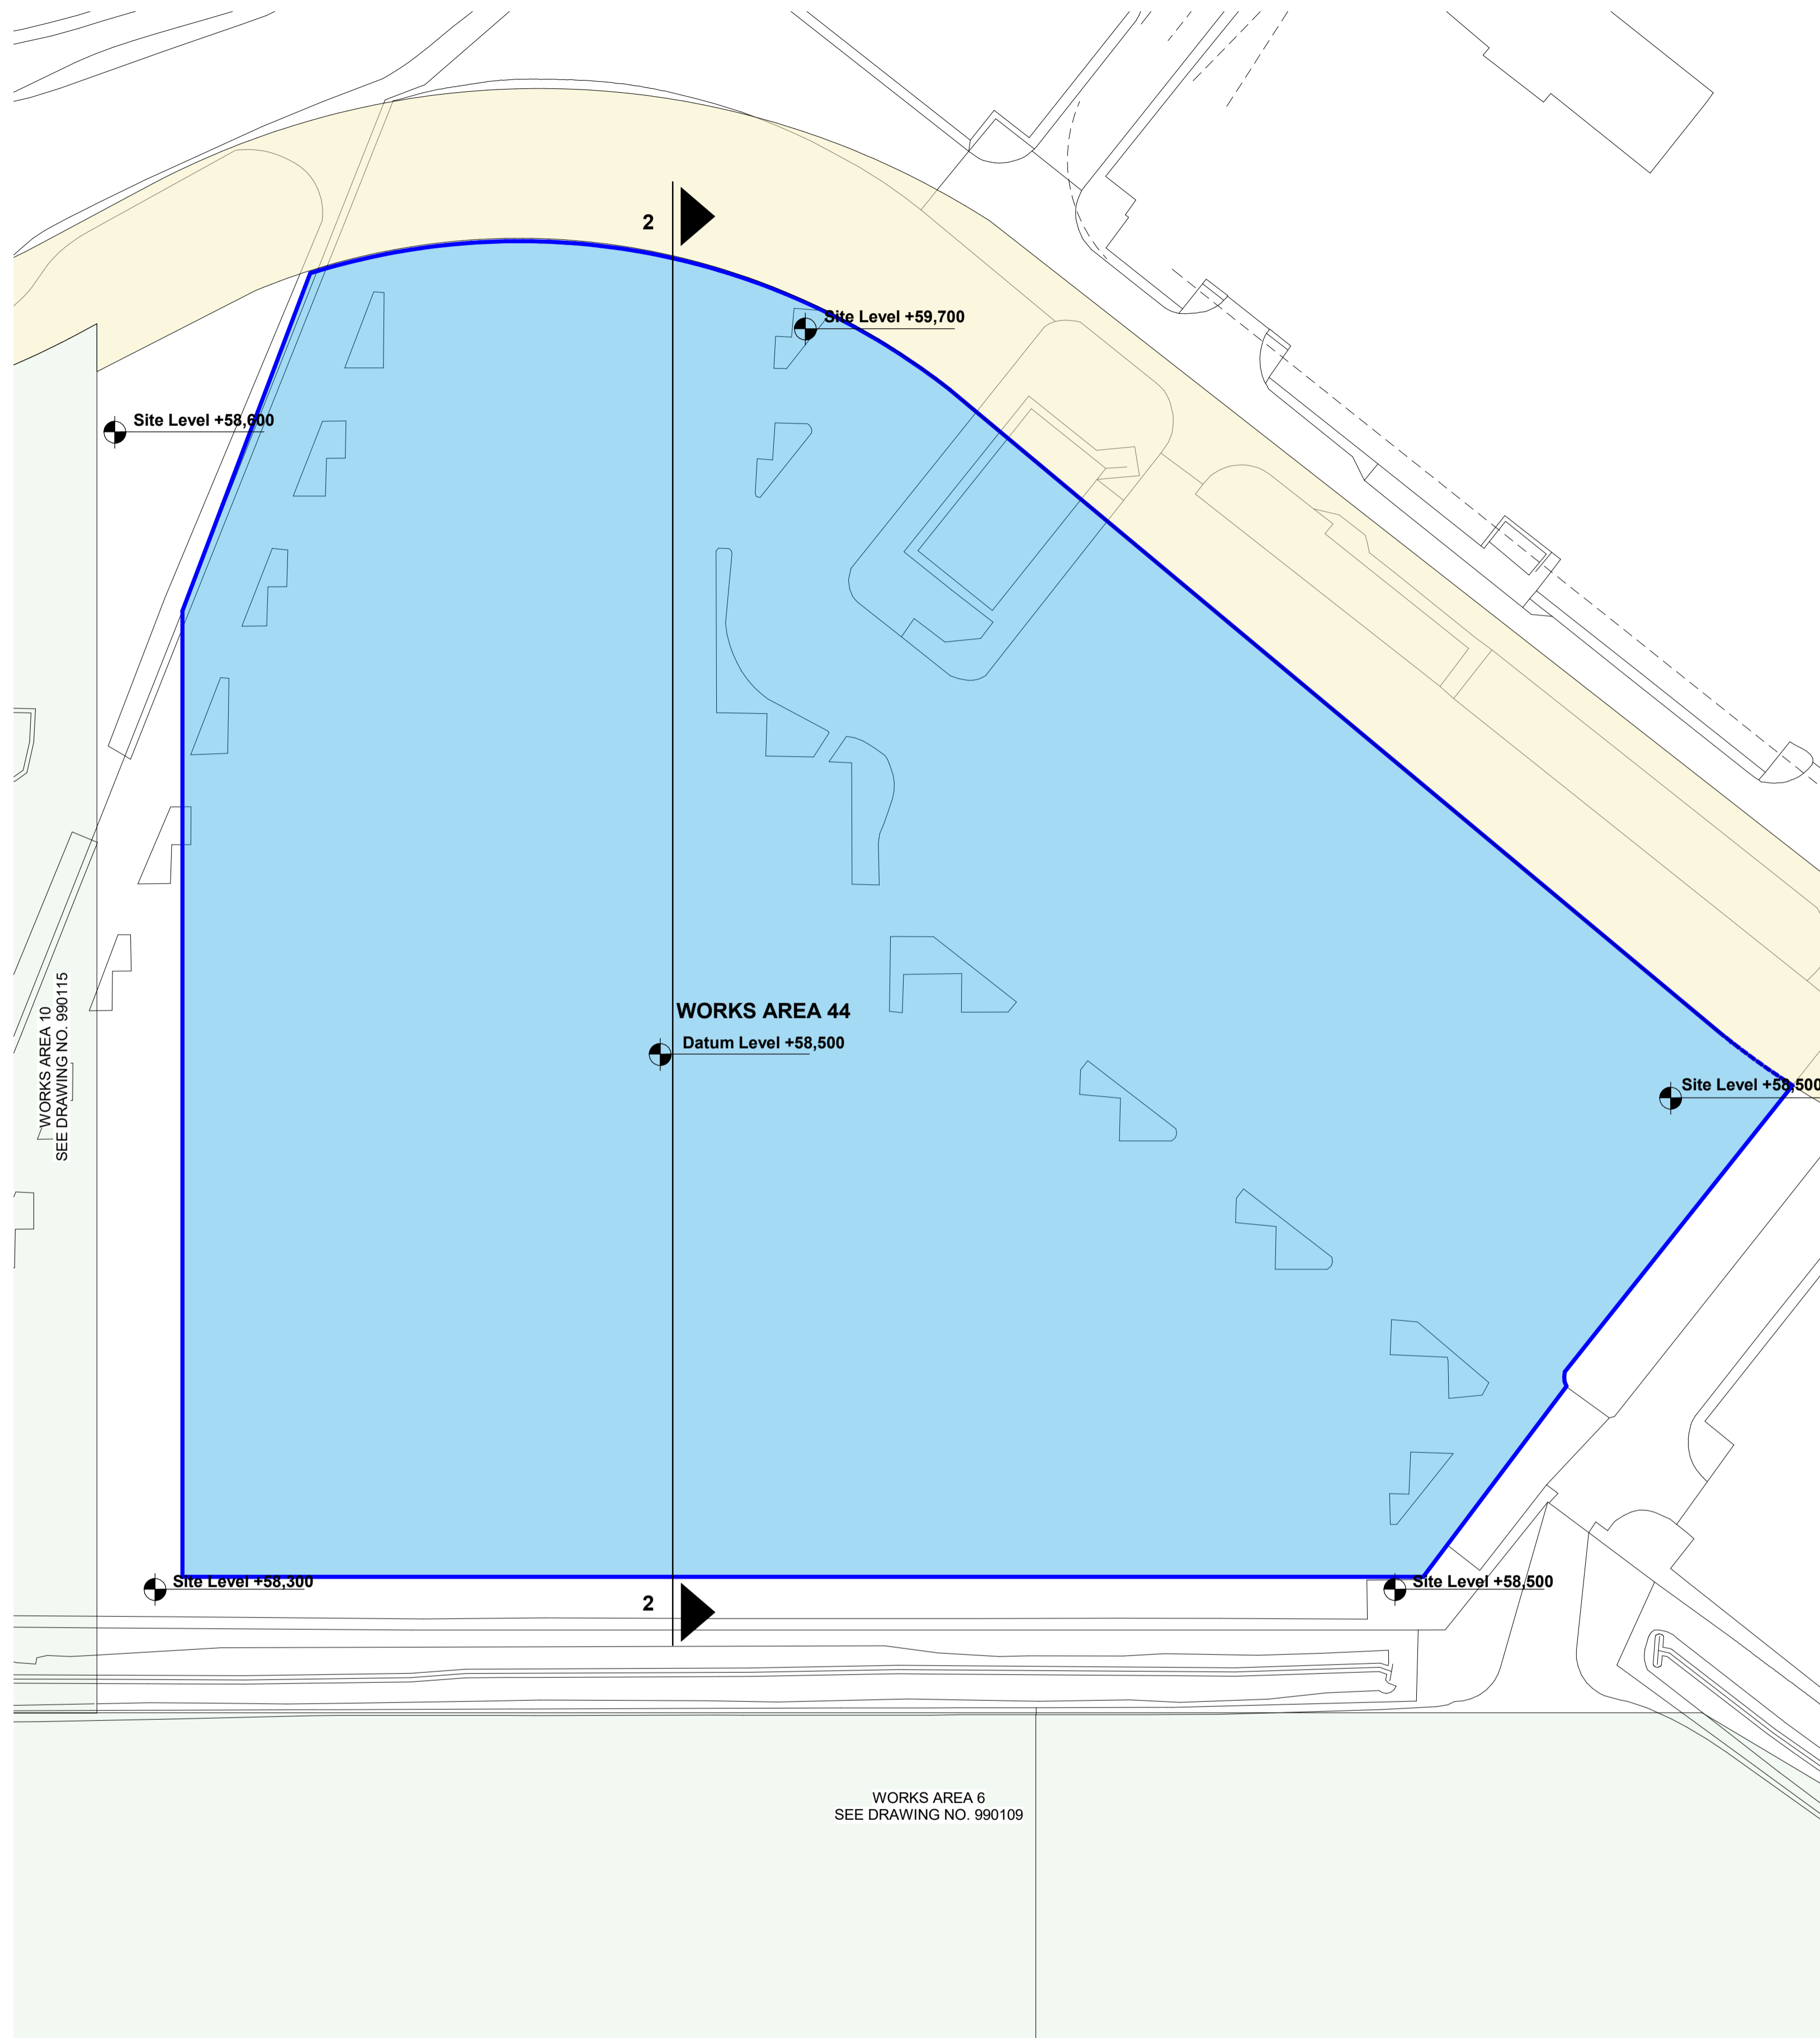 2
Site Level +59,700
Site Level +58,600
WORKS AREA 10
SEE DRAWING NO. 990115
WORKS AREA 44
Datum Level +58,500
Site Level +58,500
Site Level +58,300
Site Level +58,500
2
WORKS AREA 6
SEE DRAWING NO. 990109